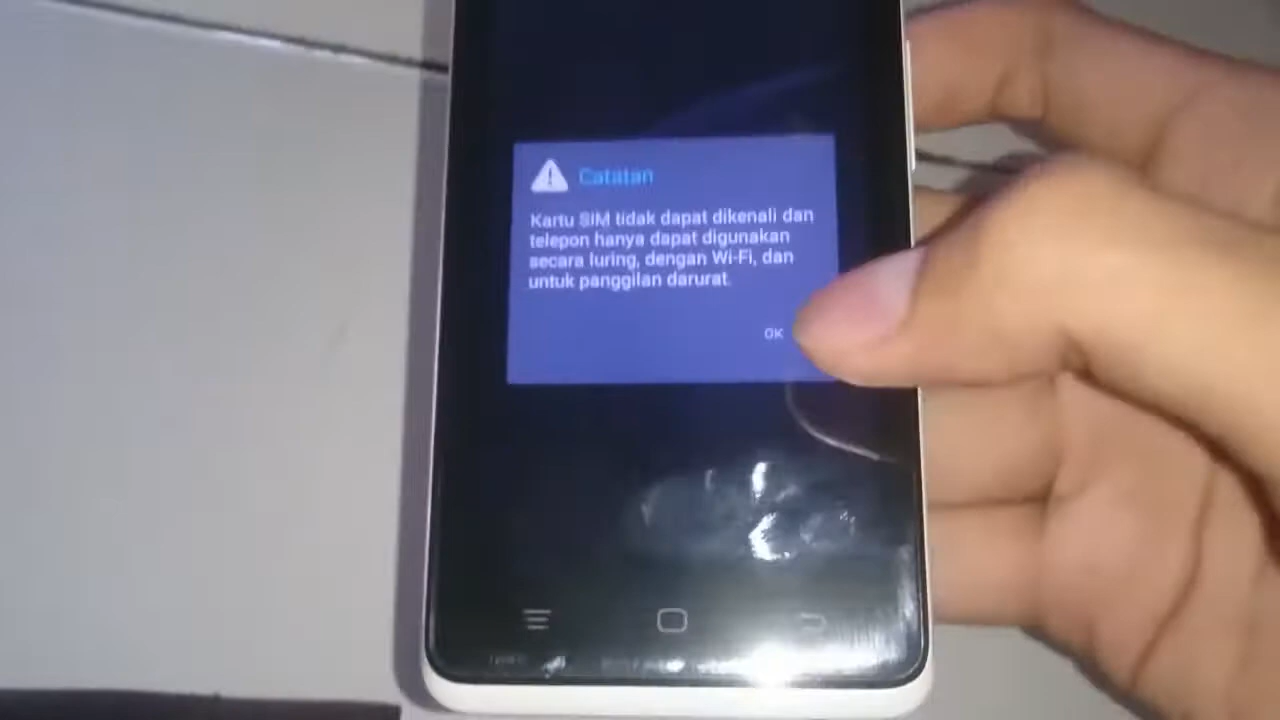 Catatan
Kartu SIM tidak dapat dikenali dan
telepon hanya dapat digunakan
secara luring, dengan Wi-Fi, dan
untuk panggilan darurat.
OK